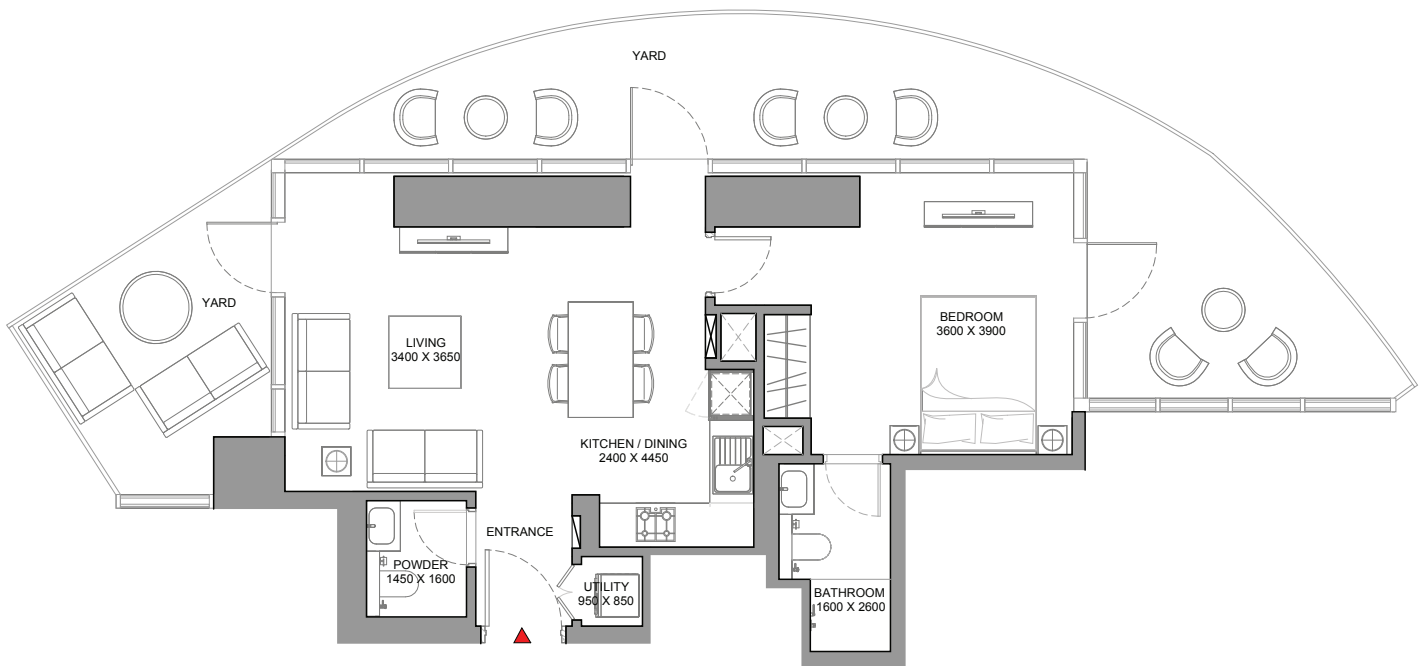 YARD
YARD
LIVING
3400 X 3650
BEDROOM
3600 X 3900
KITCHEN / DINING
2400 X 4450
ENTRANCE
POWDER
1450 X 1600
UTILITY
950 X 850
BATHROOM
1600 X 2600